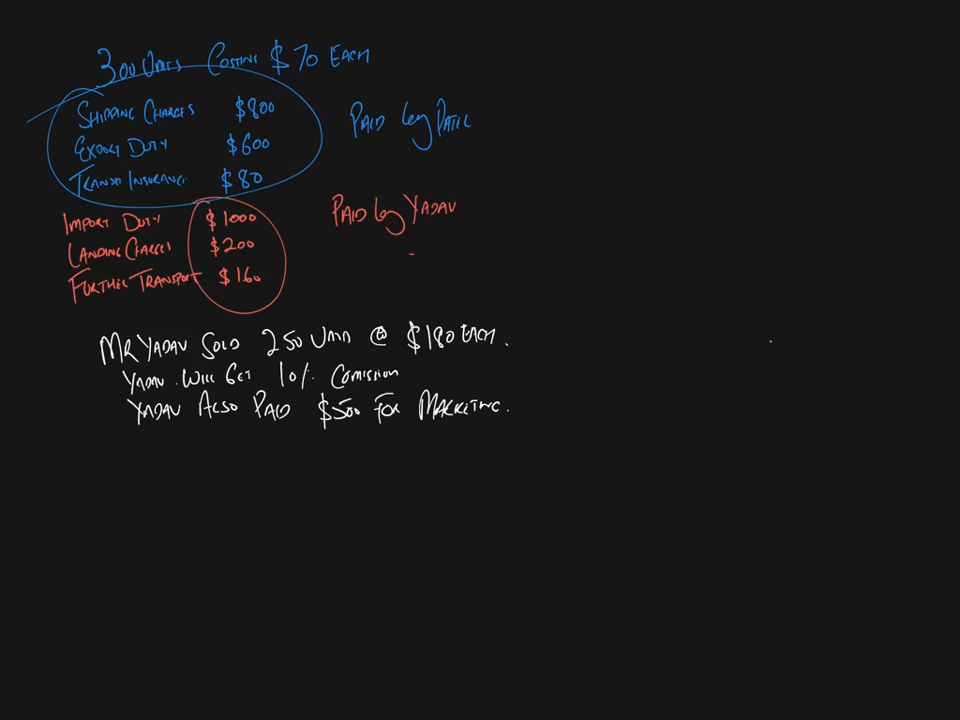 300 Units Costing $70 Each
Shipping Charges $800
Export Duty $600
Transit Insurance $80
Paid by Patel
Import Duty $1000
Landing Charges $200
Further Transport $160
Paid by Yadav
Mr Yadav Sold 250 Units @ $180 Each.
Yadav Will Get 10% Comission
Yadav Also Paid $500 For Marketing.